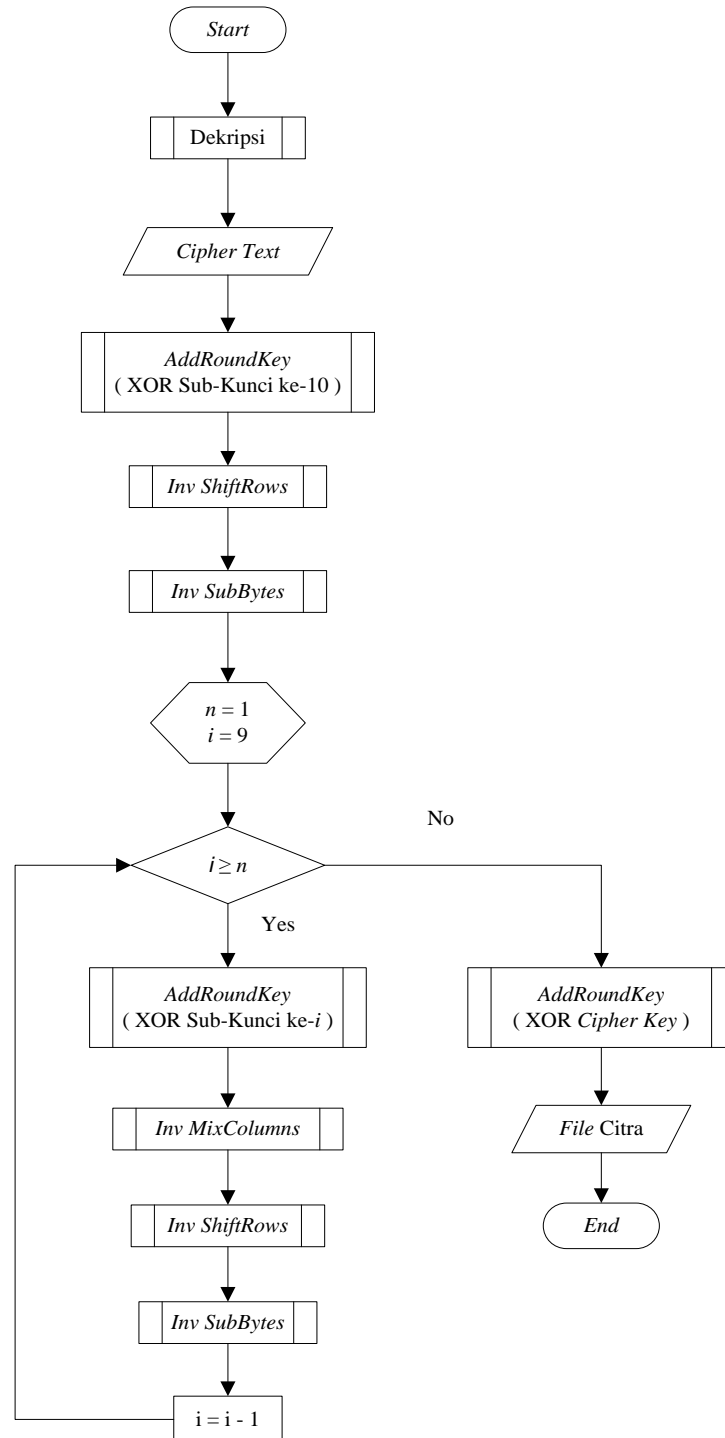 Start
Dekripsi
Cipher Text
AddRoundKey
( XOR Sub-Kunci ke-10 )
Inv ShiftRows
Inv SubBytes
n = 1
i = 9
i ≥ n
No
Yes
AddRoundKey
( XOR Sub-Kunci ke-i )
Inv MixColumns
Inv ShiftRows
Inv SubBytes
i = i - 1
AddRoundKey
( XOR Cipher Key )
File Citra
End